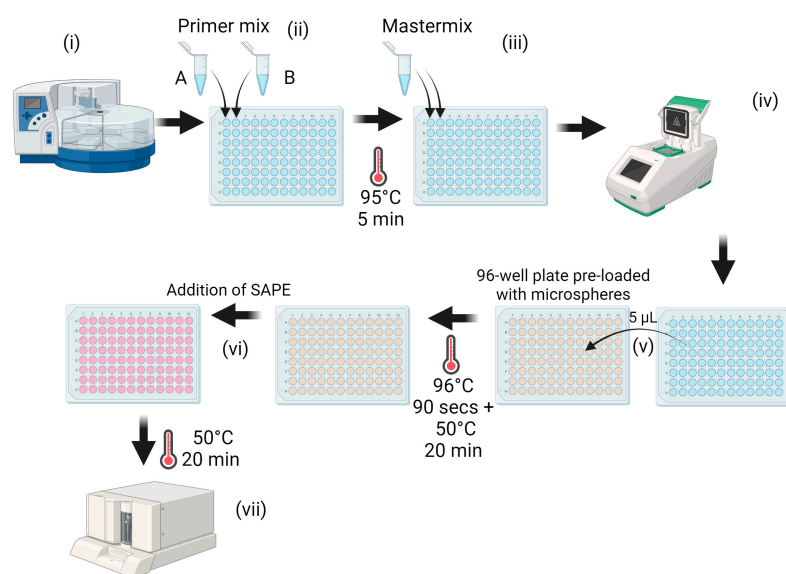 Primer mix
(i)
(ii)
A
B
Mastermix
(iii)
(iv)
95°C
5 min
96-well plate pre-loaded
with microspheres
5 µL
(v)
Addition of SAPE
(vi)
96°C
90 secs +
50°C
20 min
50°C
20 min
(vii)